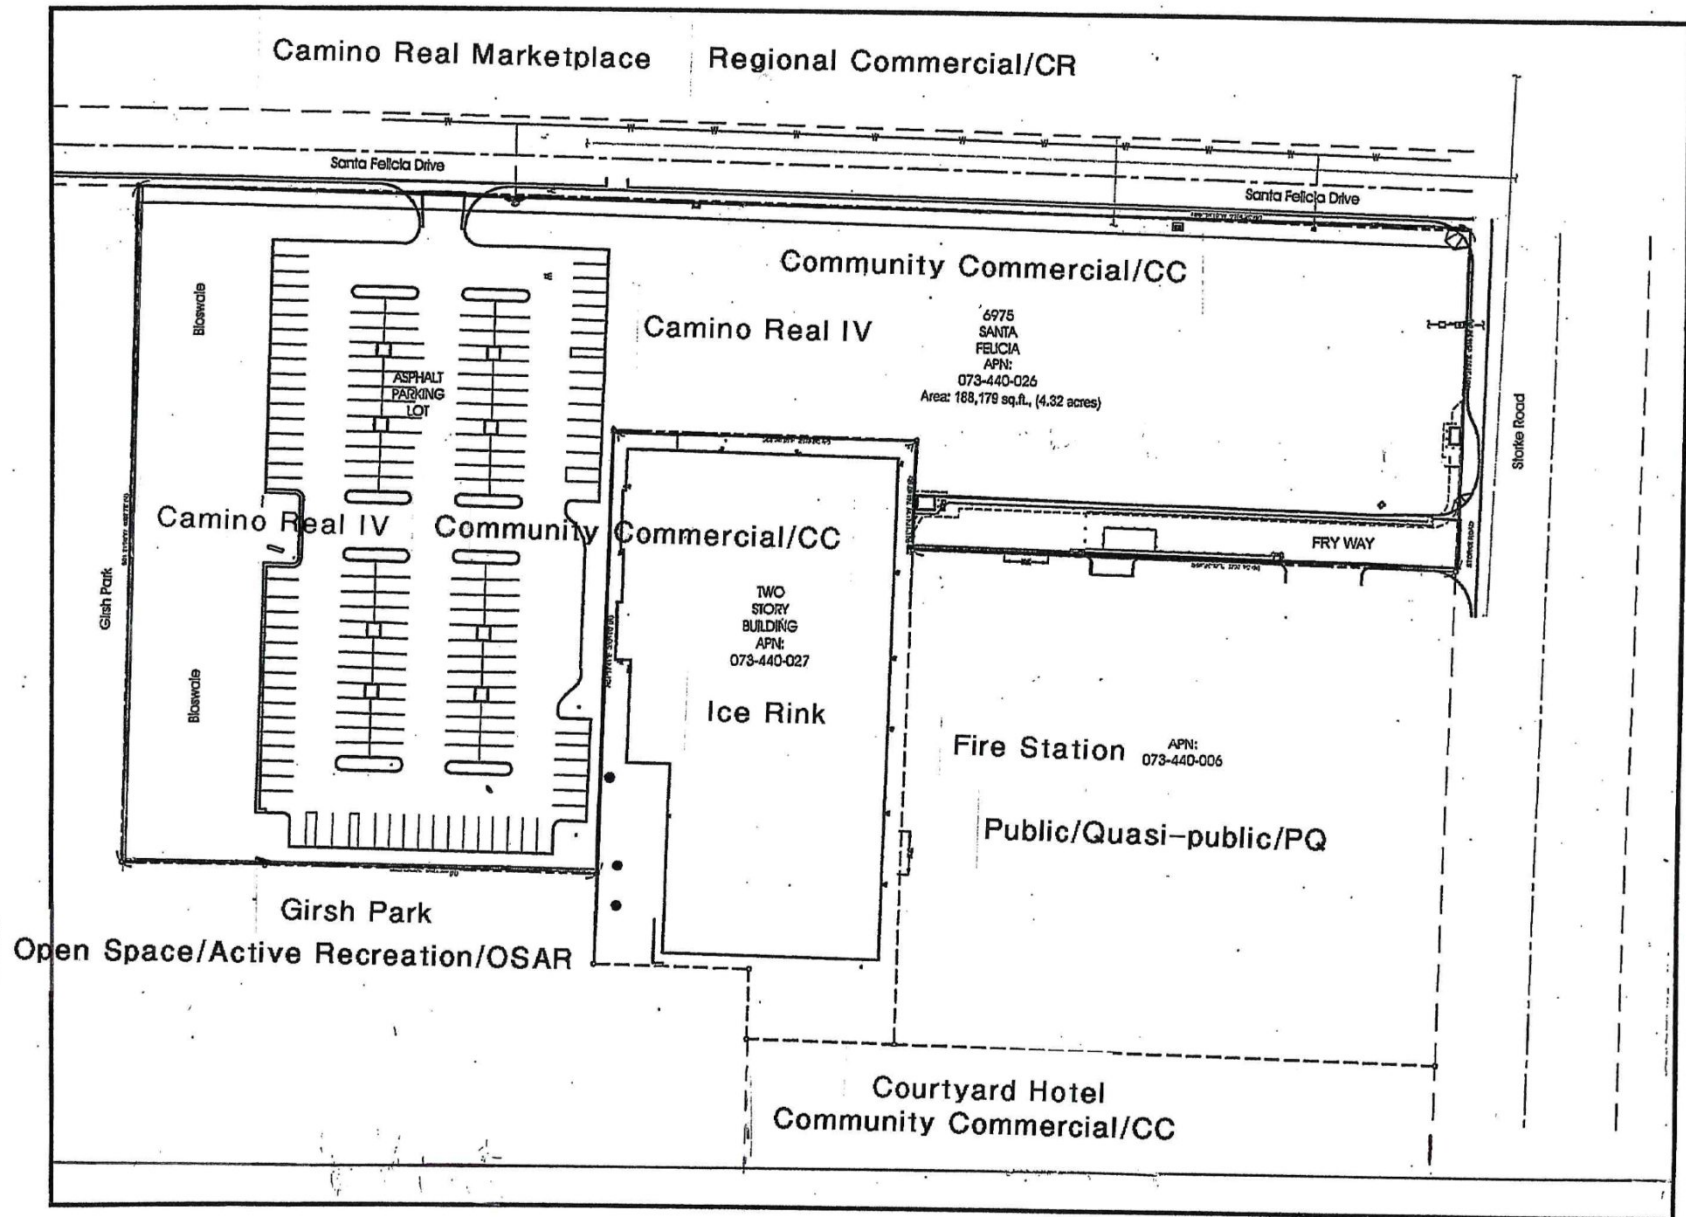 Camino Real Marketplace
Regional Commercial/CR
Santa Felicia Drive
Santa Felicia Drive
Community Commercial/CC
Camino Real IV
6975
SANTA
FELICIA
APN:
073-440-026
Area: 188,179 sq.ft., (4.32 acres)
Bioswale
ASPHALT
PARKING
LOT
Storke Road
Camino Real IV
Community Commercial/CC
FRY WAY
STORKE ROAD
Girsh Park
TWO
STORY
BUILDING
APN:
073-440-027
Ice Rink
Bioswale
Fire Station
APN:
073-440-006
Public/Quasi-public/PQ
Girsh Park
Open Space/Active Recreation/OSAR
Courtyard Hotel
Community Commercial/CC